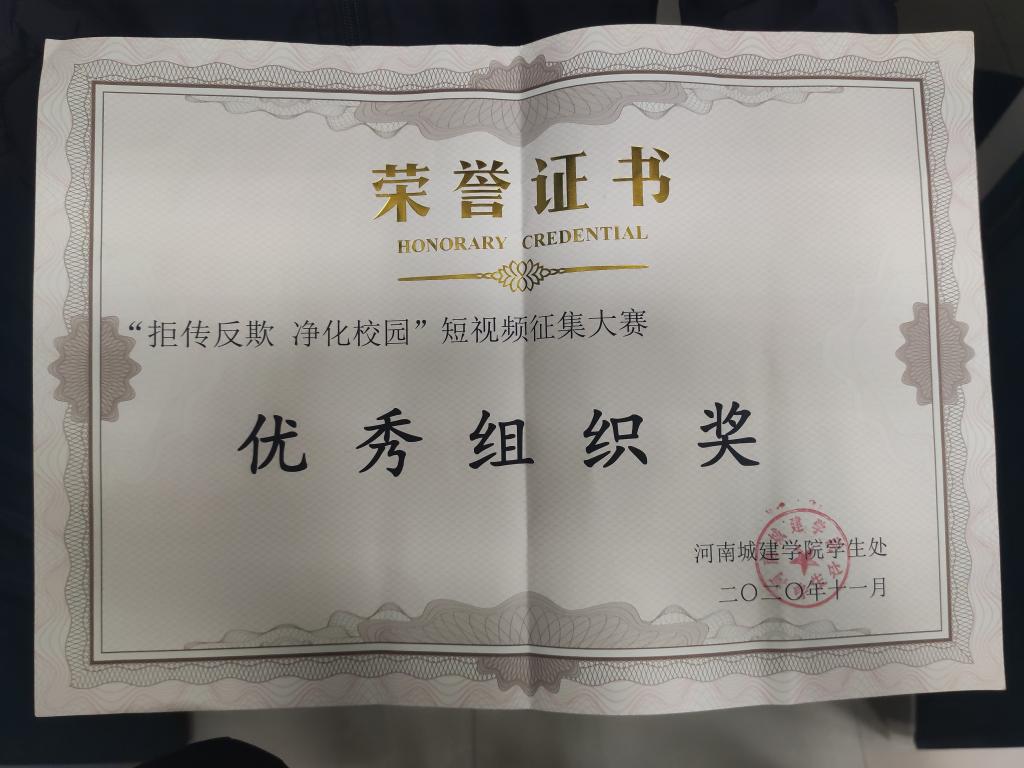 荣誉证书
HONORARY CREDENTIAL
“拒传反欺 净化校园”短视频征集大赛
优秀组织奖
河南城建学院学生处
二〇二〇年十一月